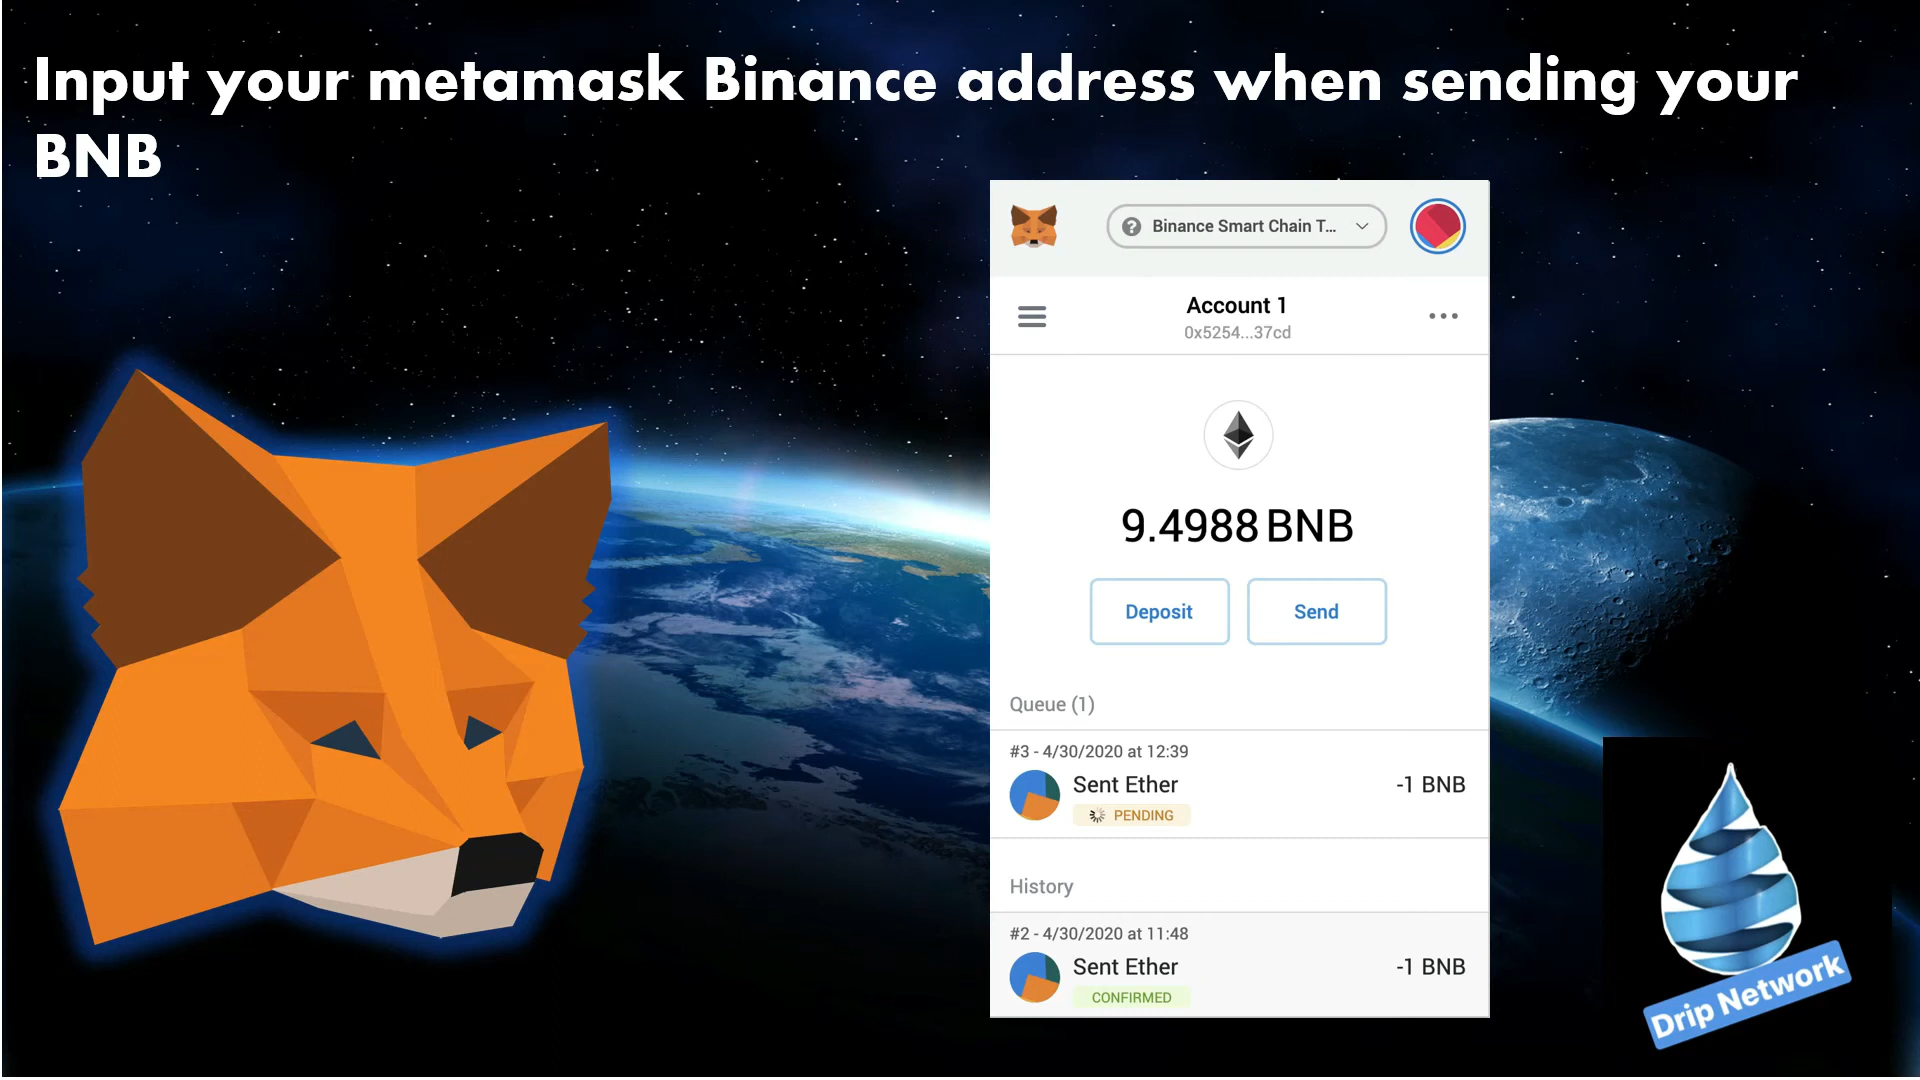 Input your metamask Binance address when sending your
BNB
Binance Smart Chain T...
Account 1
0x5254...37cd
9.4988 BNB
Deposit
Send
Queue (1)
#3 - 4/30/2020 at 12:39
Sent Ether
-1 BNB
PENDING
History
#2 - 4/30/2020 at 11:48
Sent Ether
-1 BNB
CONFIRMED
Drip Network